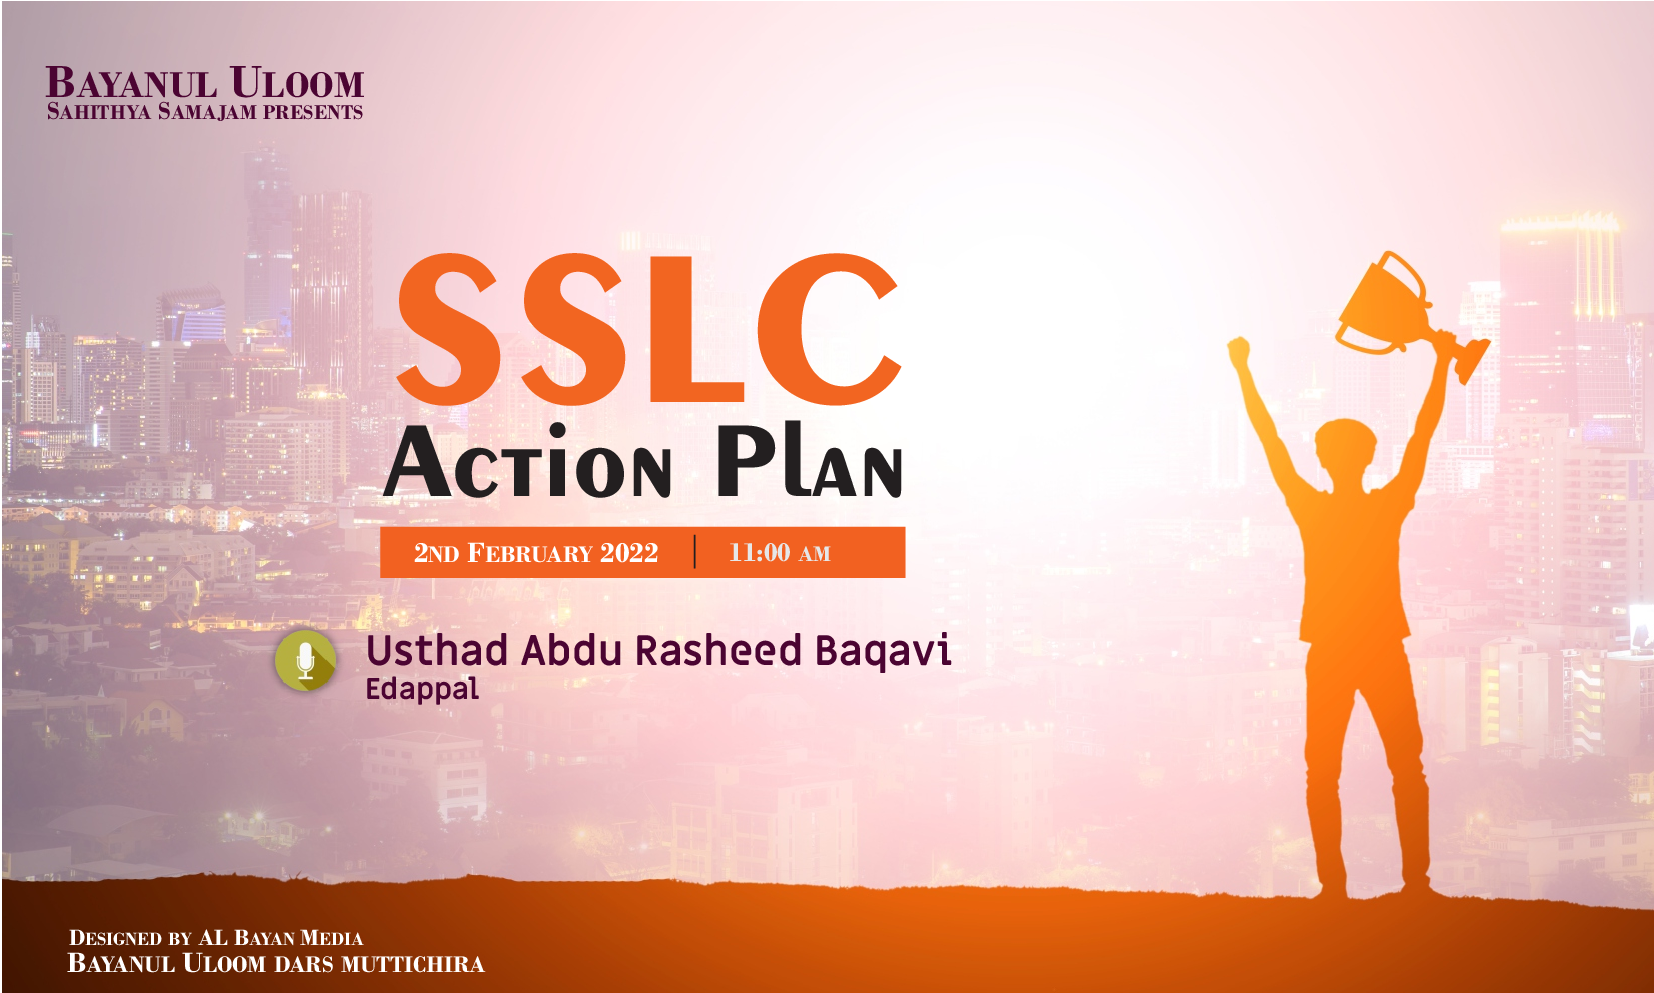 Bayanul Uloom
Sahithya Samajam presents
SSLC
Action Plan
2nd February 2022 | 11:00 am
Usthad Abdu Rasheed Baqavi
Edappal
Designed by AL Bayan Media
Bayanul Uloom dars muttichira